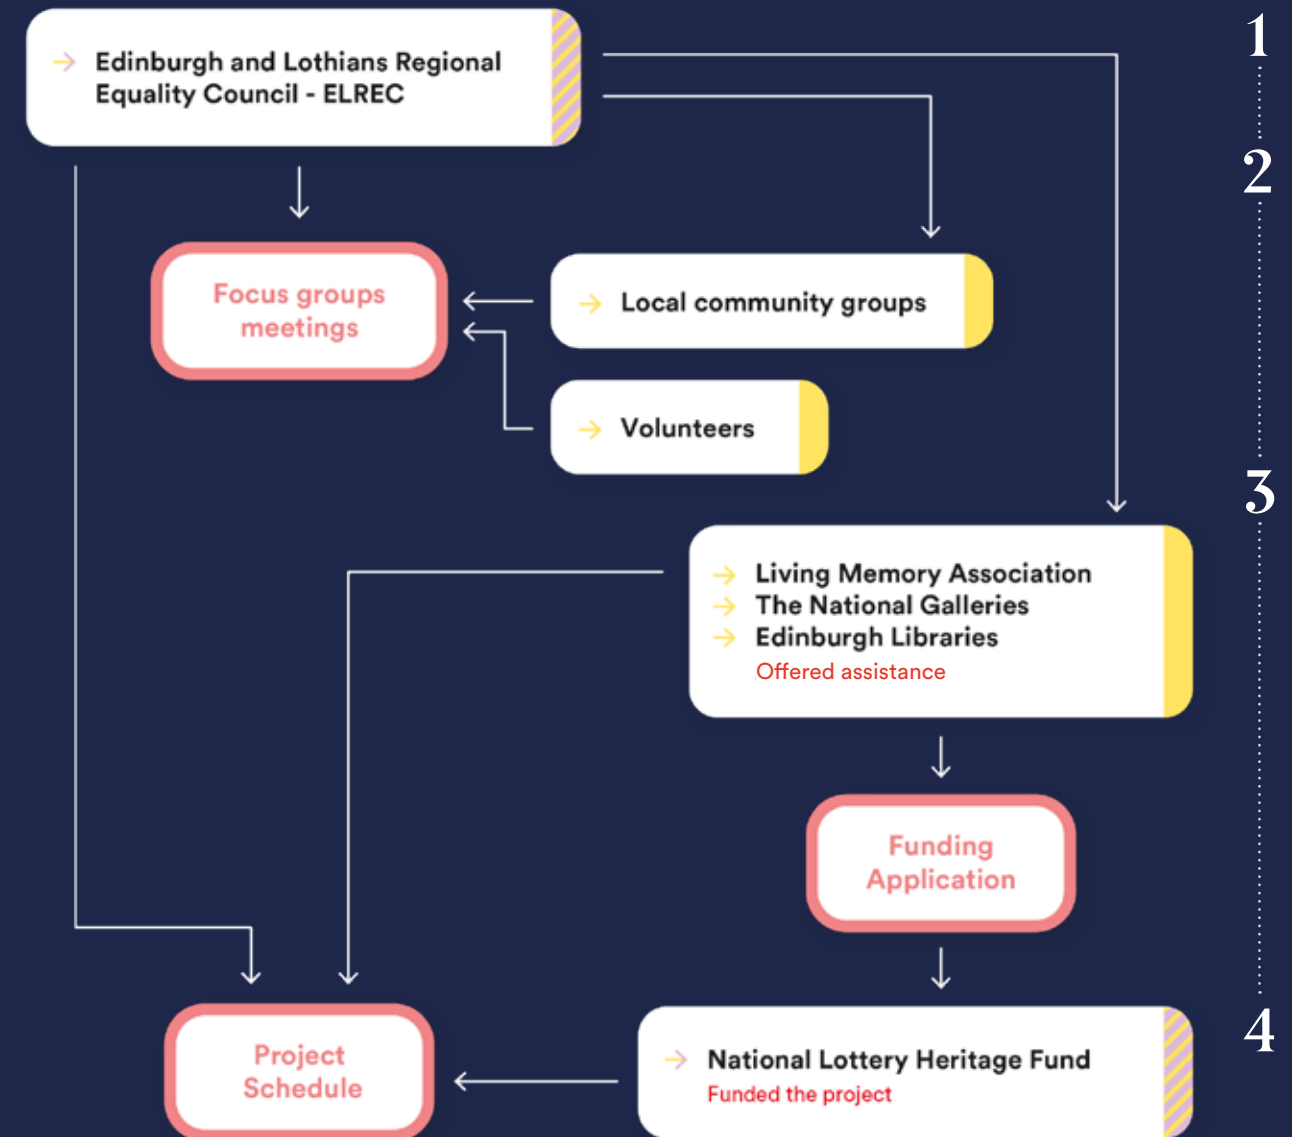 Edinburgh and Lothians Regional
Equality Council - ELREC
1
2
Focus groups
meetings
Local community groups
Volunteers
3
Living Memory Association
The National Galleries
Edinburgh Libraries
Offered assistance
Funding
Application
4
Project
Schedule
National Lottery Heritage Fund
Funded the project